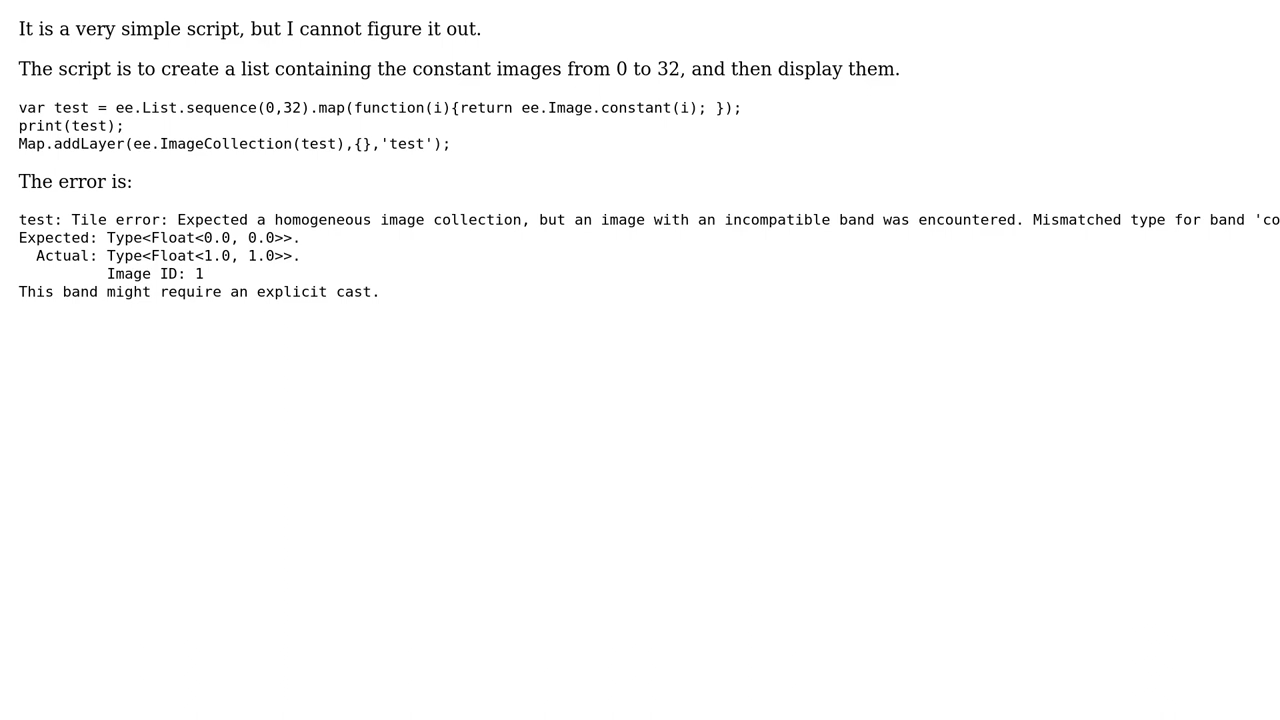 It is a very simple script, but I cannot figure it out.
The script is to create a list containing the constant images from 0 to 32, and then display them.
var test = ee.List.sequence(0,32).map(function(i){return ee.Image.constant(i); });
print(test);
Map.addLayer(ee.ImageCollection(test),{},'test');
The error is:
test: Tile error: Expected a homogeneous image collection, but an image with an incompatible band was encountered. Mismatched type for band 'co
Expected: Type<Float<0.0, 0.0>>.
Actual: Type<Float<1.0, 1.0>>.
Image ID: 1
This band might require an explicit cast.